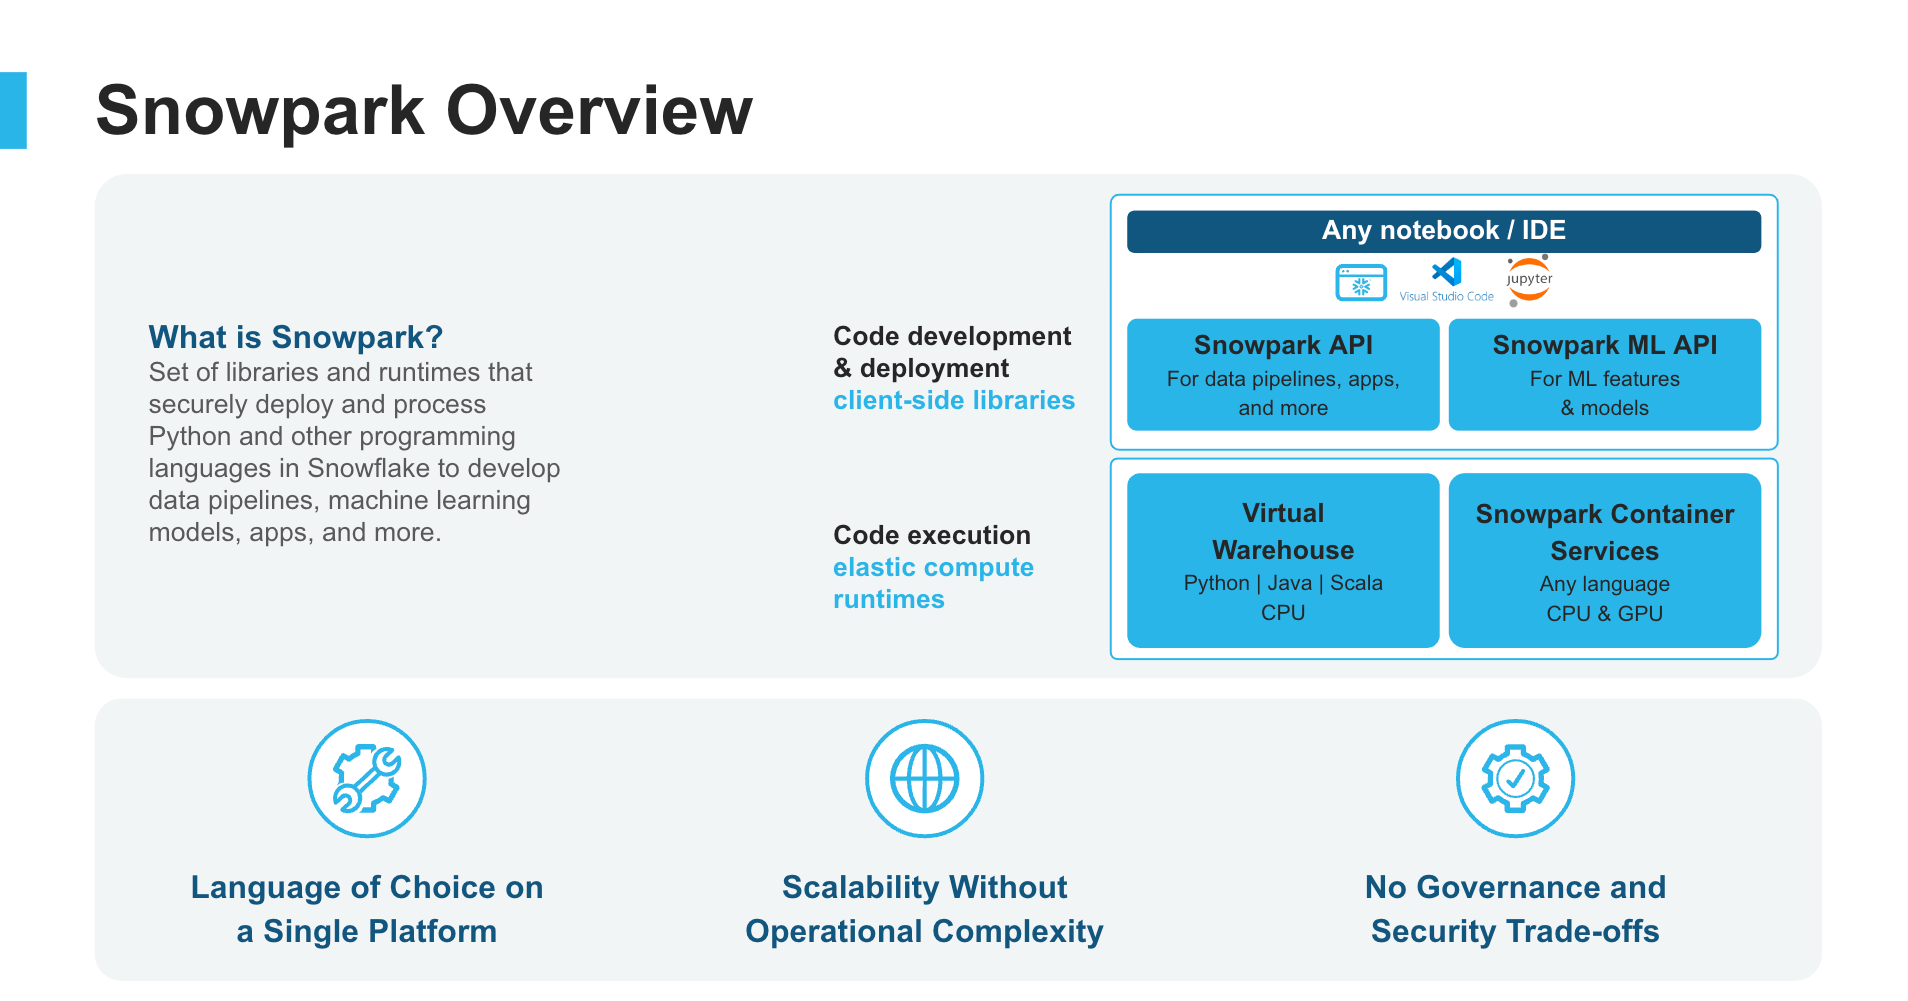 Snowpark Overview
What is Snowpark?
Set of libraries and runtimes that
securely deploy and process
Python and other programming
languages in Snowflake to develop
data pipelines, machine learning
models, apps, and more.
Code development
& deployment
client-side libraries
Any notebook / IDE
Visual Studio Code
jupyter
Snowpark API
For data pipelines, apps,
and more
Snowpark ML API
For ML features
& models
Code execution
elastic compute
runtimes
Virtual
Warehouse
Python | Java | Scala
CPU
Snowpark Container
Services
Any language
CPU & GPU
Language of Choice on
a Single Platform
Scalability Without
Operational Complexity
No Governance and
Security Trade-offs